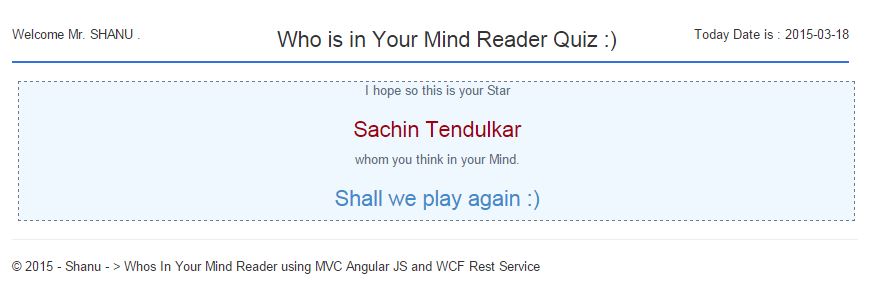 Welcome Mr. SHANU .
Who is in Your Mind Reader Quiz :)
Today Date is : 2015-03-18
I hope so this is your Star
Sachin Tendulkar
whom you think in your Mind.
Shall we play again :)
© 2015 - Shanu - > Whos In Your Mind Reader using MVC Angular JS and WCF Rest Service